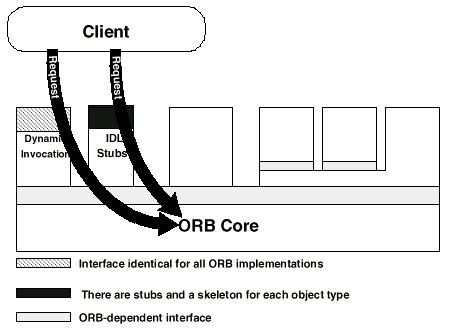 Client
Request
Request
Dynamic
Invocation
IDL
Stubs
ORB Core
Interface identical for all ORB implementations
There are stubs and a skeleton for each object type
ORB-dependent interface